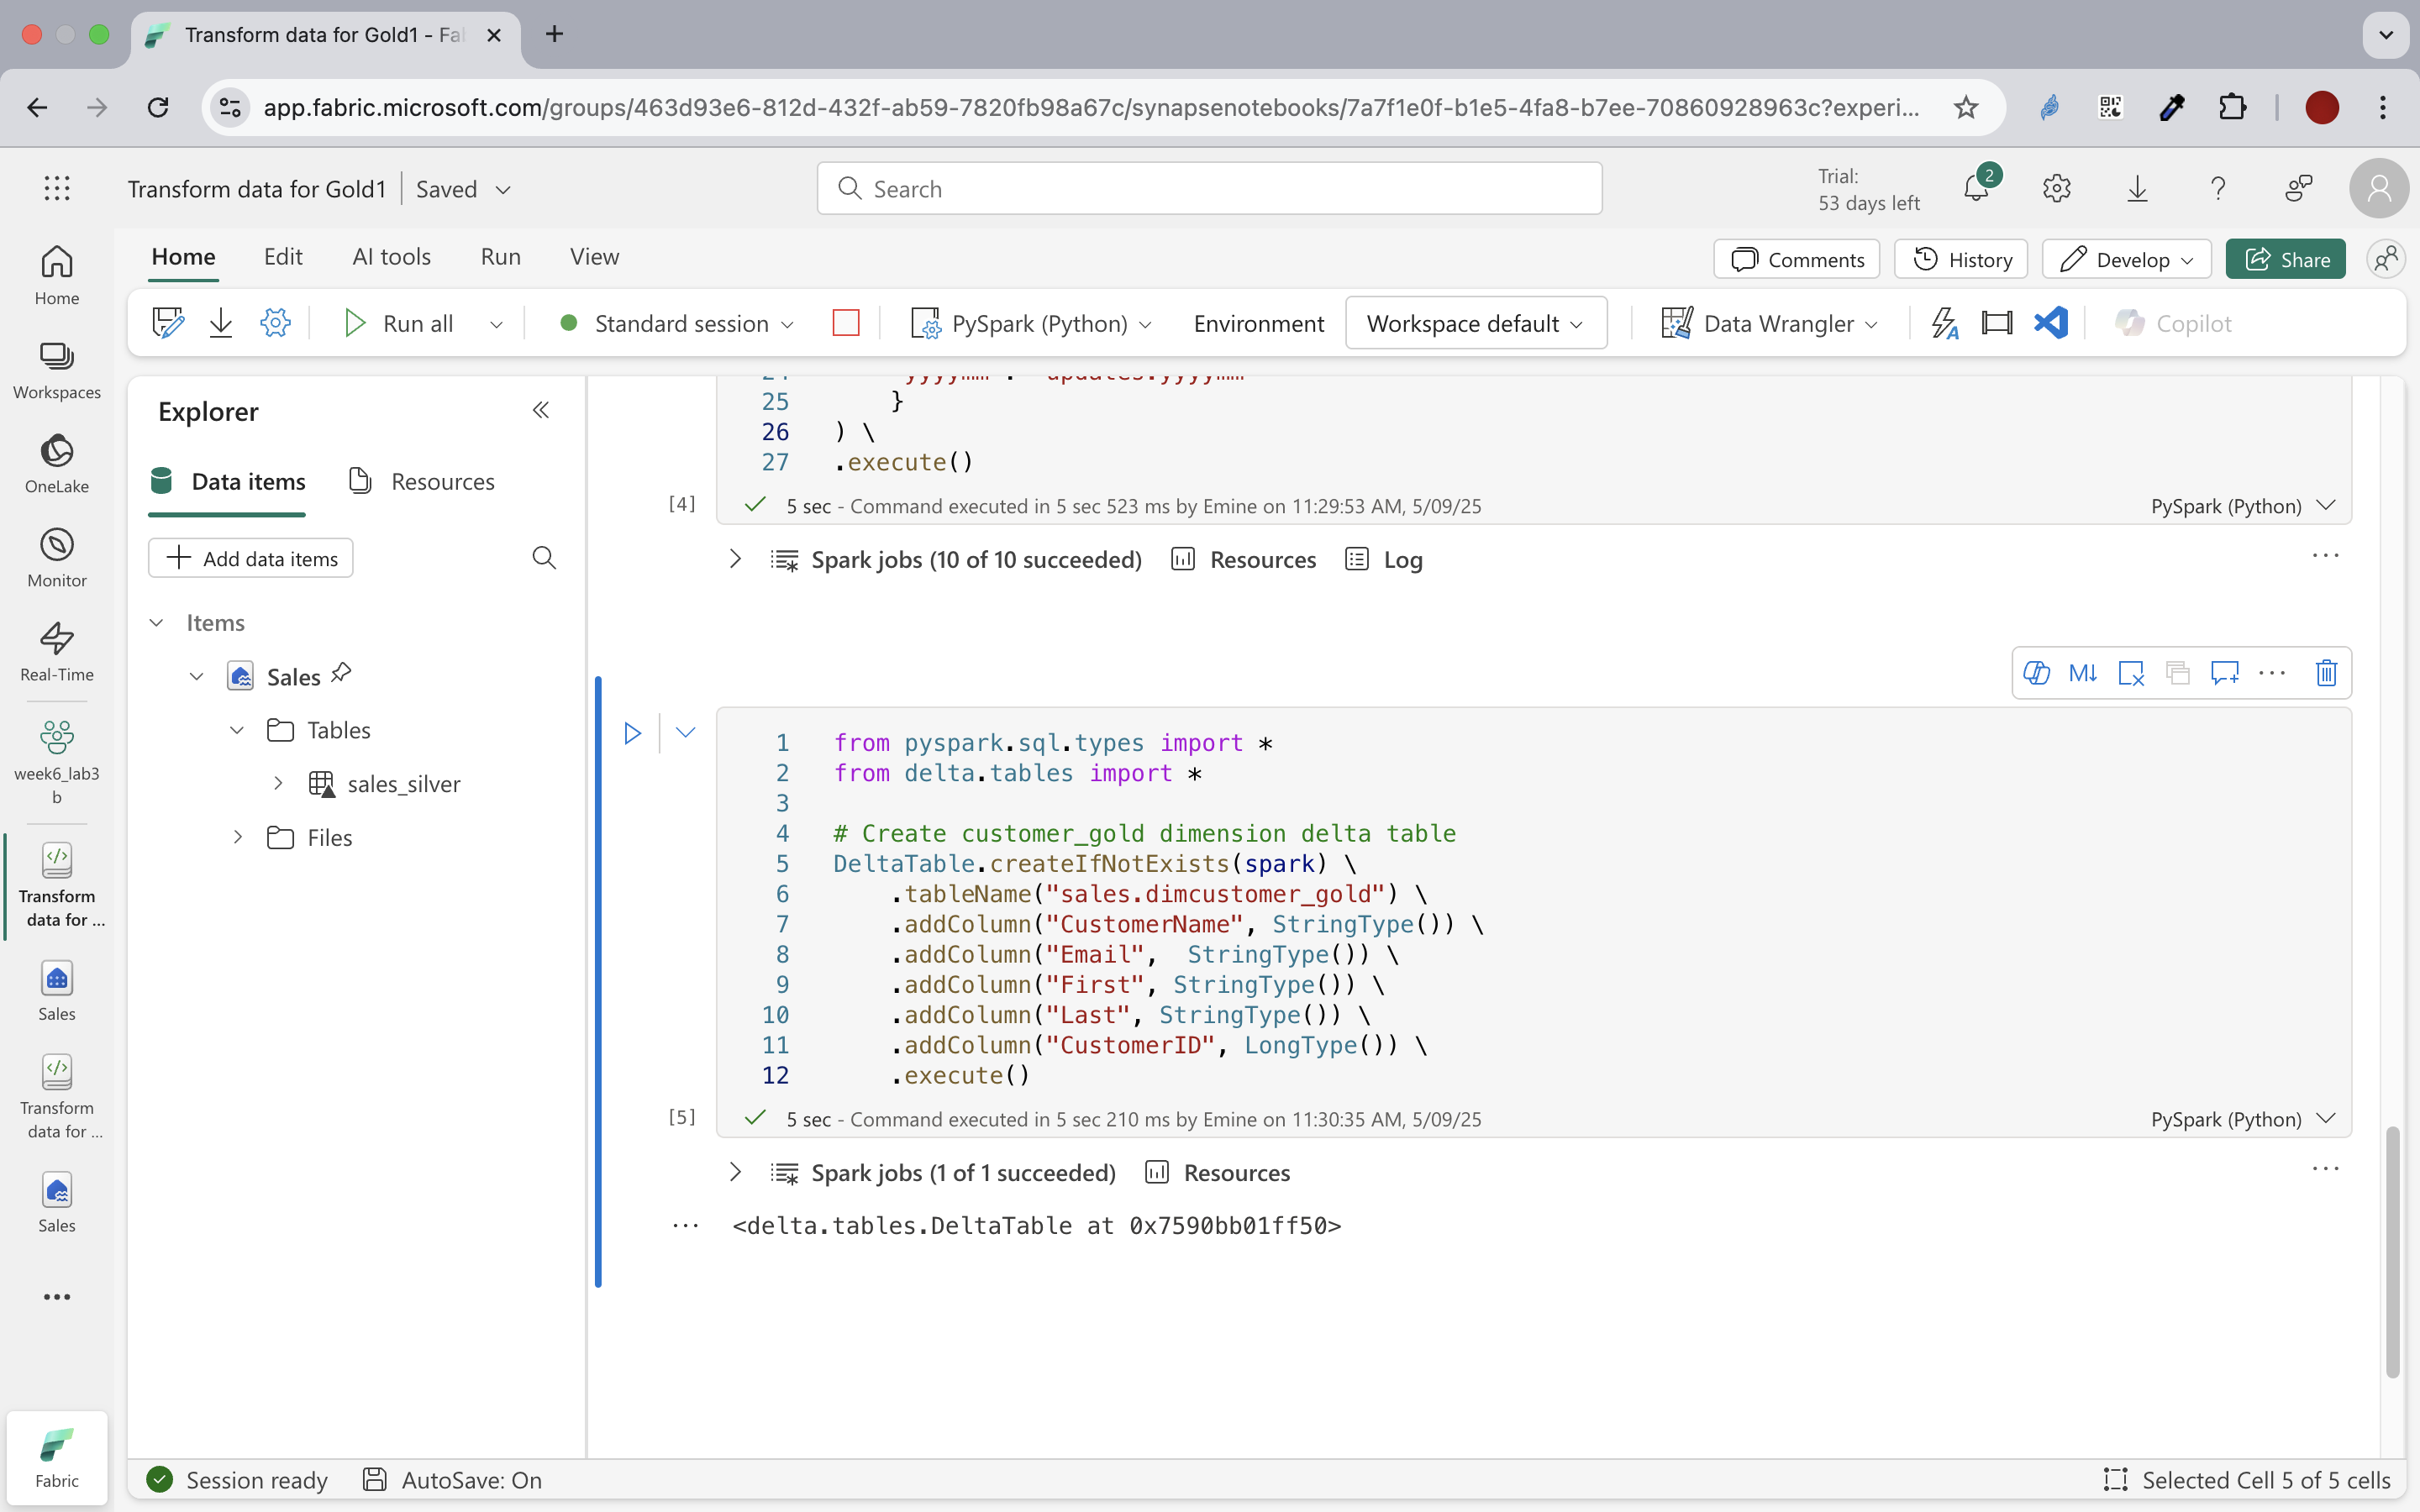 Transform data for Gold1 - Fa
app.fabric.microsoft.com/groups/463d93e6-812d-432f-ab59-7820fb98a67c/synapsenotebooks/7a7f1e0f-b1e5-4fa8-b7ee-70860928963c?experi...
Transform data for Gold1
Saved
Search
Trial:
53 days left
2
Home
Edit
AI tools
Run
View
Comments
History
Develop
Share
Run all
Standard session
PySpark (Python)
Environment
Workspace default
Data Wrangler
Copilot
Home
Workspaces
OneLake
Monitor
Real-Time
week6_lab3
b
Transform
data for ...
Sales
Transform
data for ...
Sales
Fabric
Explorer
Data items
Resources
Add data items
Items
Sales
Tables
sales_silver
Files
25 }
26 ) \
27 .execute()
[4] 5 sec - Command executed in 5 sec 523 ms by Emine on 11:29:53 AM, 5/09/25 PySpark (Python)
Spark jobs (10 of 10 succeeded) Resources Log
M↓
1 from pyspark.sql.types import *
2 from delta.tables import *
3
4 # Create customer_gold dimension delta table
5 DeltaTable.createIfNotExists(spark) \
6 .tableName("sales.dimcustomer_gold") \
7 .addColumn("CustomerName", StringType()) \
8 .addColumn("Email",  StringType()) \
9 .addColumn("First", StringType()) \
10 .addColumn("Last", StringType()) \
11 .addColumn("CustomerID", LongType()) \
12 .execute()
[5] 5 sec - Command executed in 5 sec 210 ms by Emine on 11:30:35 AM, 5/09/25 PySpark (Python)
Spark jobs (1 of 1 succeeded) Resources
<delta.tables.DeltaTable at 0x7590bb01ff50>
Session ready
AutoSave: On
Selected Cell 5 of 5 cells